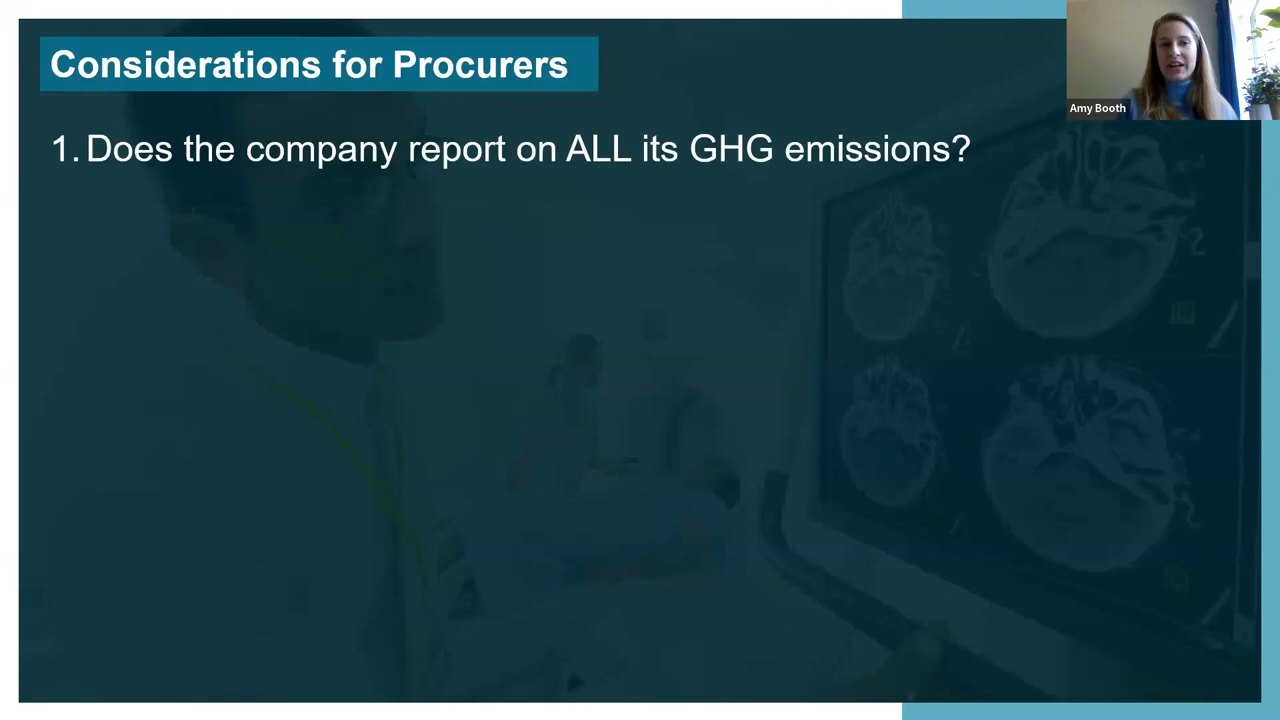 Considerations for Procurers
Amy Booth
1. Does the company report on ALL its GHG emissions?